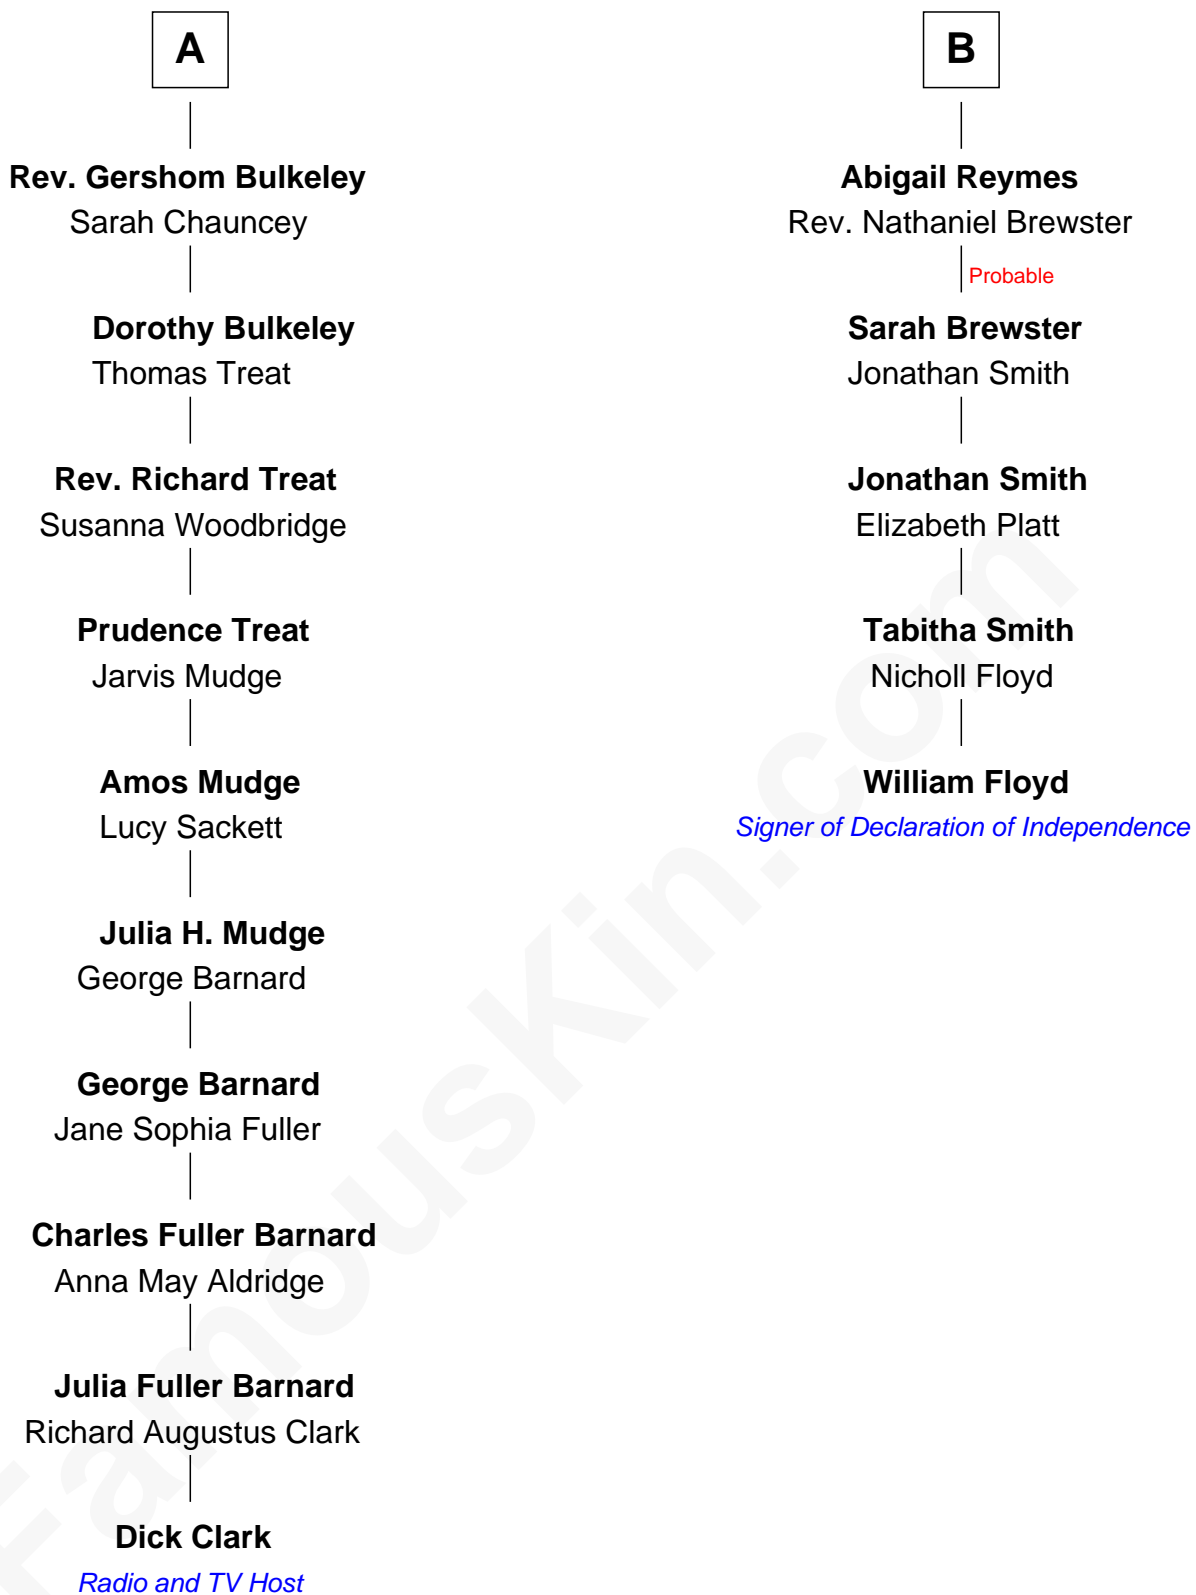 A
Rev. Gershom Bulkeley
Sarah Chauncey
Dorothy Bulkeley
Thomas Treat
Rev. Richard Treat
Susanna Woodbridge
Prudence Treat
Jarvis Mudge
Amos Mudge
Lucy Sackett
Julia H. Mudge
George Barnard
George Barnard
Jane Sophia Fuller
Charles Fuller Barnard
Anna May Aldridge
Julia Fuller Barnard
Richard Augustus Clark
Dick Clark
Radio and TV Host
B
Abigail Reymes
Rev. Nathaniel Brewster
Probable
Sarah Brewster
Jonathan Smith
Jonathan Smith
Elizabeth Platt
Tabitha Smith
Nicholl Floyd
William Floyd
Signer of Declaration of Independence
FamousKin.com